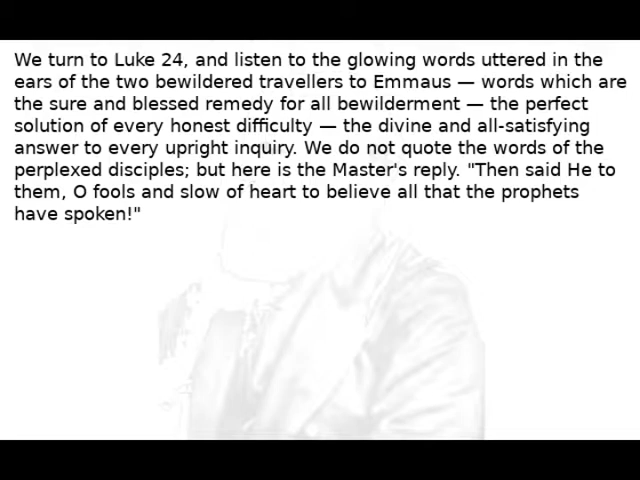 We turn to Luke 24, and listen to the glowing words uttered in the
ears of the two bewildered travellers to Emmaus — words which are
the sure and blessed remedy for all bewilderment — the perfect
solution of every honest difficulty — the divine and all-satisfying
answer to every upright inquiry. We do not quote the words of the
perplexed disciples; but here is the Master's reply. "Then said He to
them, O fools and slow of heart to believe all that the prophets
have spoken!"